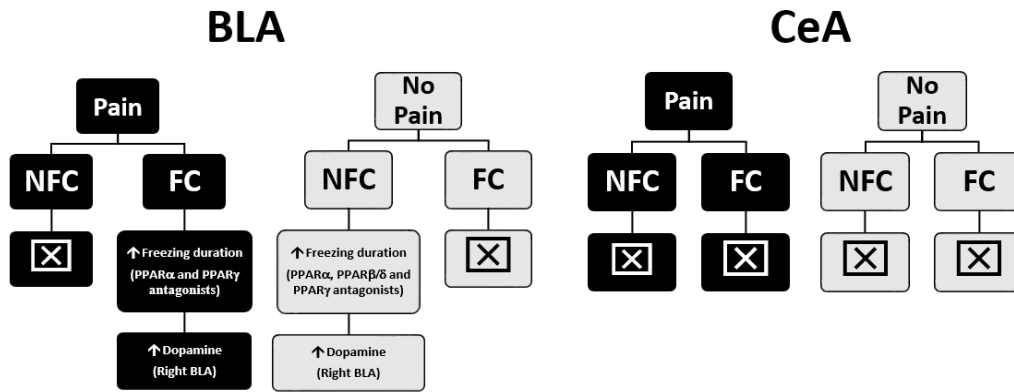 BLA
Pain
NFC
FC
↑Freezing duration
(PPARα and PPARγ
antagonists)
↑Dopamine
(Right BLA)
No
Pain
NFC
FC
↑Freezing duration
(PPARα, PPARβ/δ and
PPARγ antagonists)
↑Dopamine
(Right BLA)
CeA
Pain
NFC
FC
No
Pain
NFC
FC